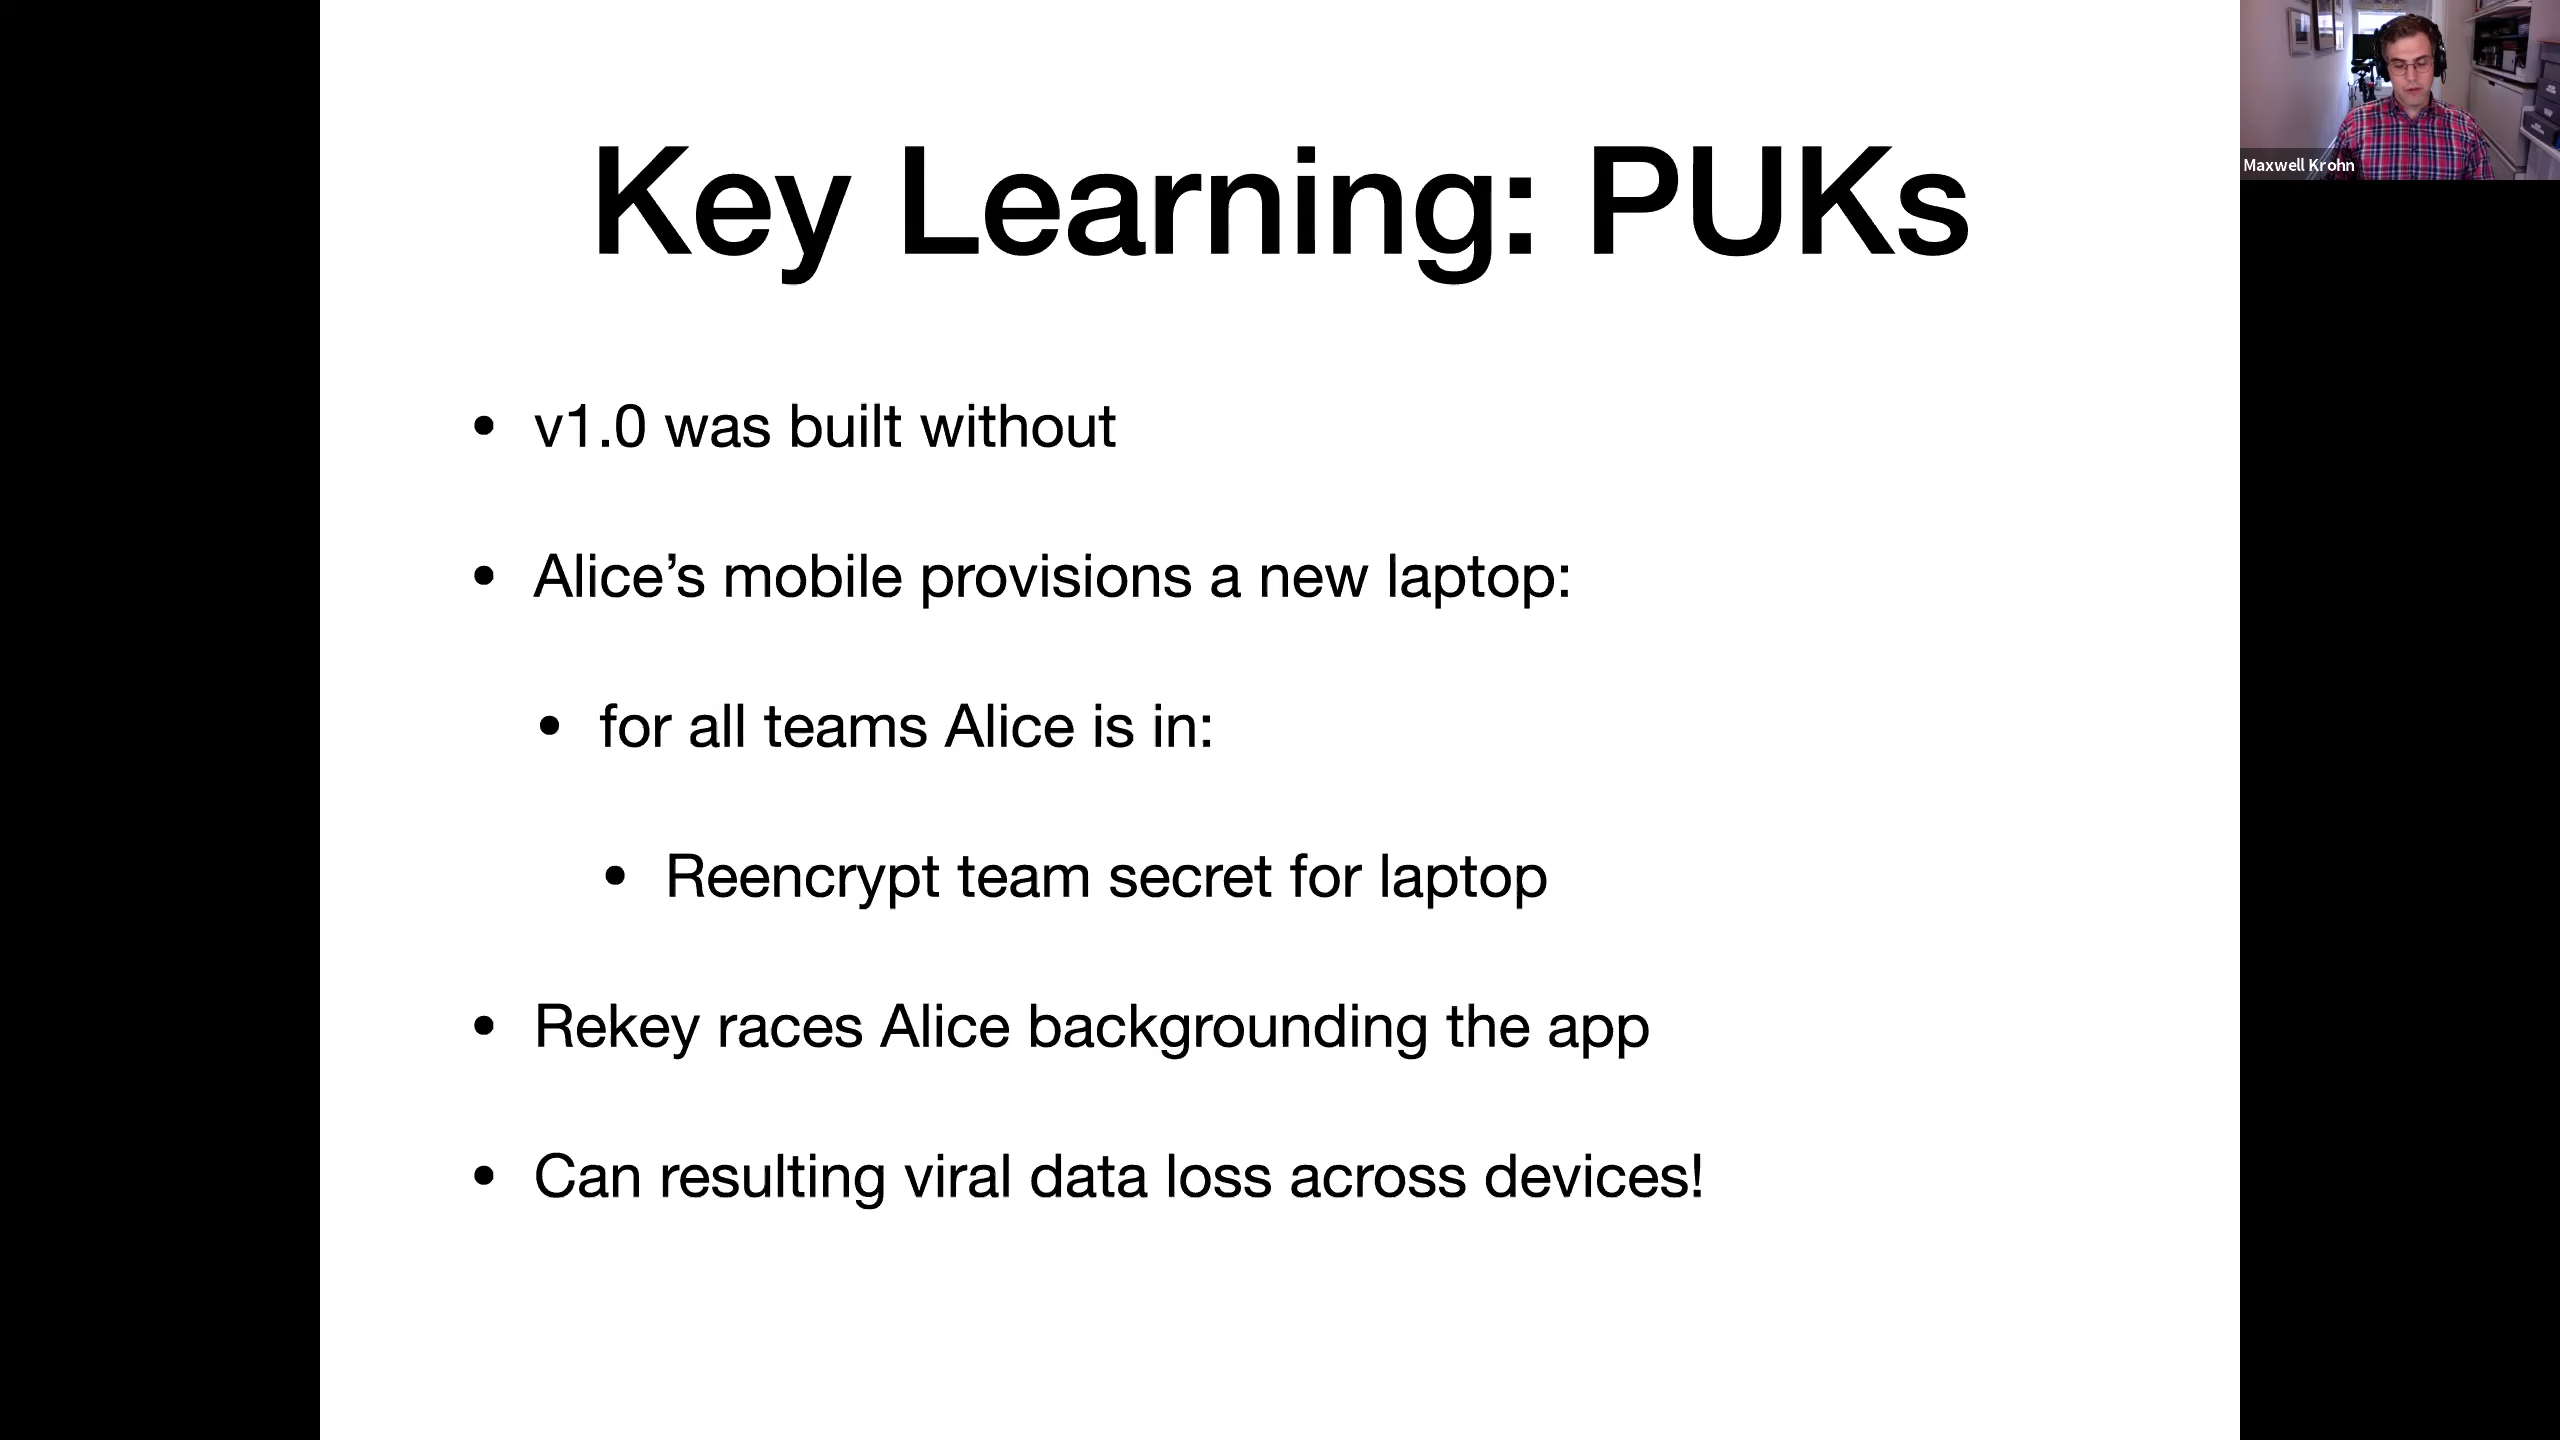 Key Learning: PUKs
Maxwell Krohn
• v1.0 was built without
• Alice’s mobile provisions a new laptop:
• for all teams Alice is in:
• Reencrypt team secret for laptop
• Rekey races Alice backgrounding the app
• Can resulting viral data loss across devices!